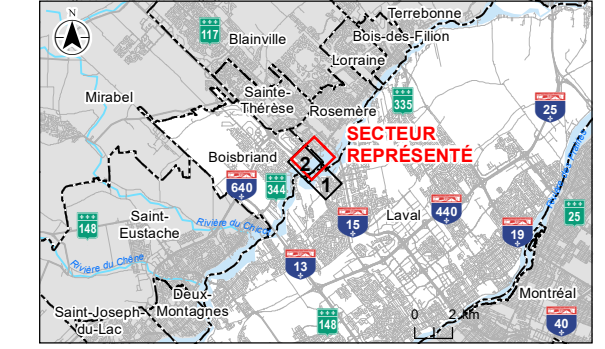 N
Terrebonne
117
Blainville
Bois-des-Filion
Lorraine
Mirabel
Sainte-
Thérèse
Rosemère
335
25
SECTEUR
REPRÉSENTÉ
Boisbriand
2
1
640
344
Saint-
Eustache
148
Rivière du Chicot
15
Laval
440
25
19
13
Rivière du Chêne
Deux-
Montagnes
Montréal
Saint-Joseph-
du-Lac
148
0 2 km
40